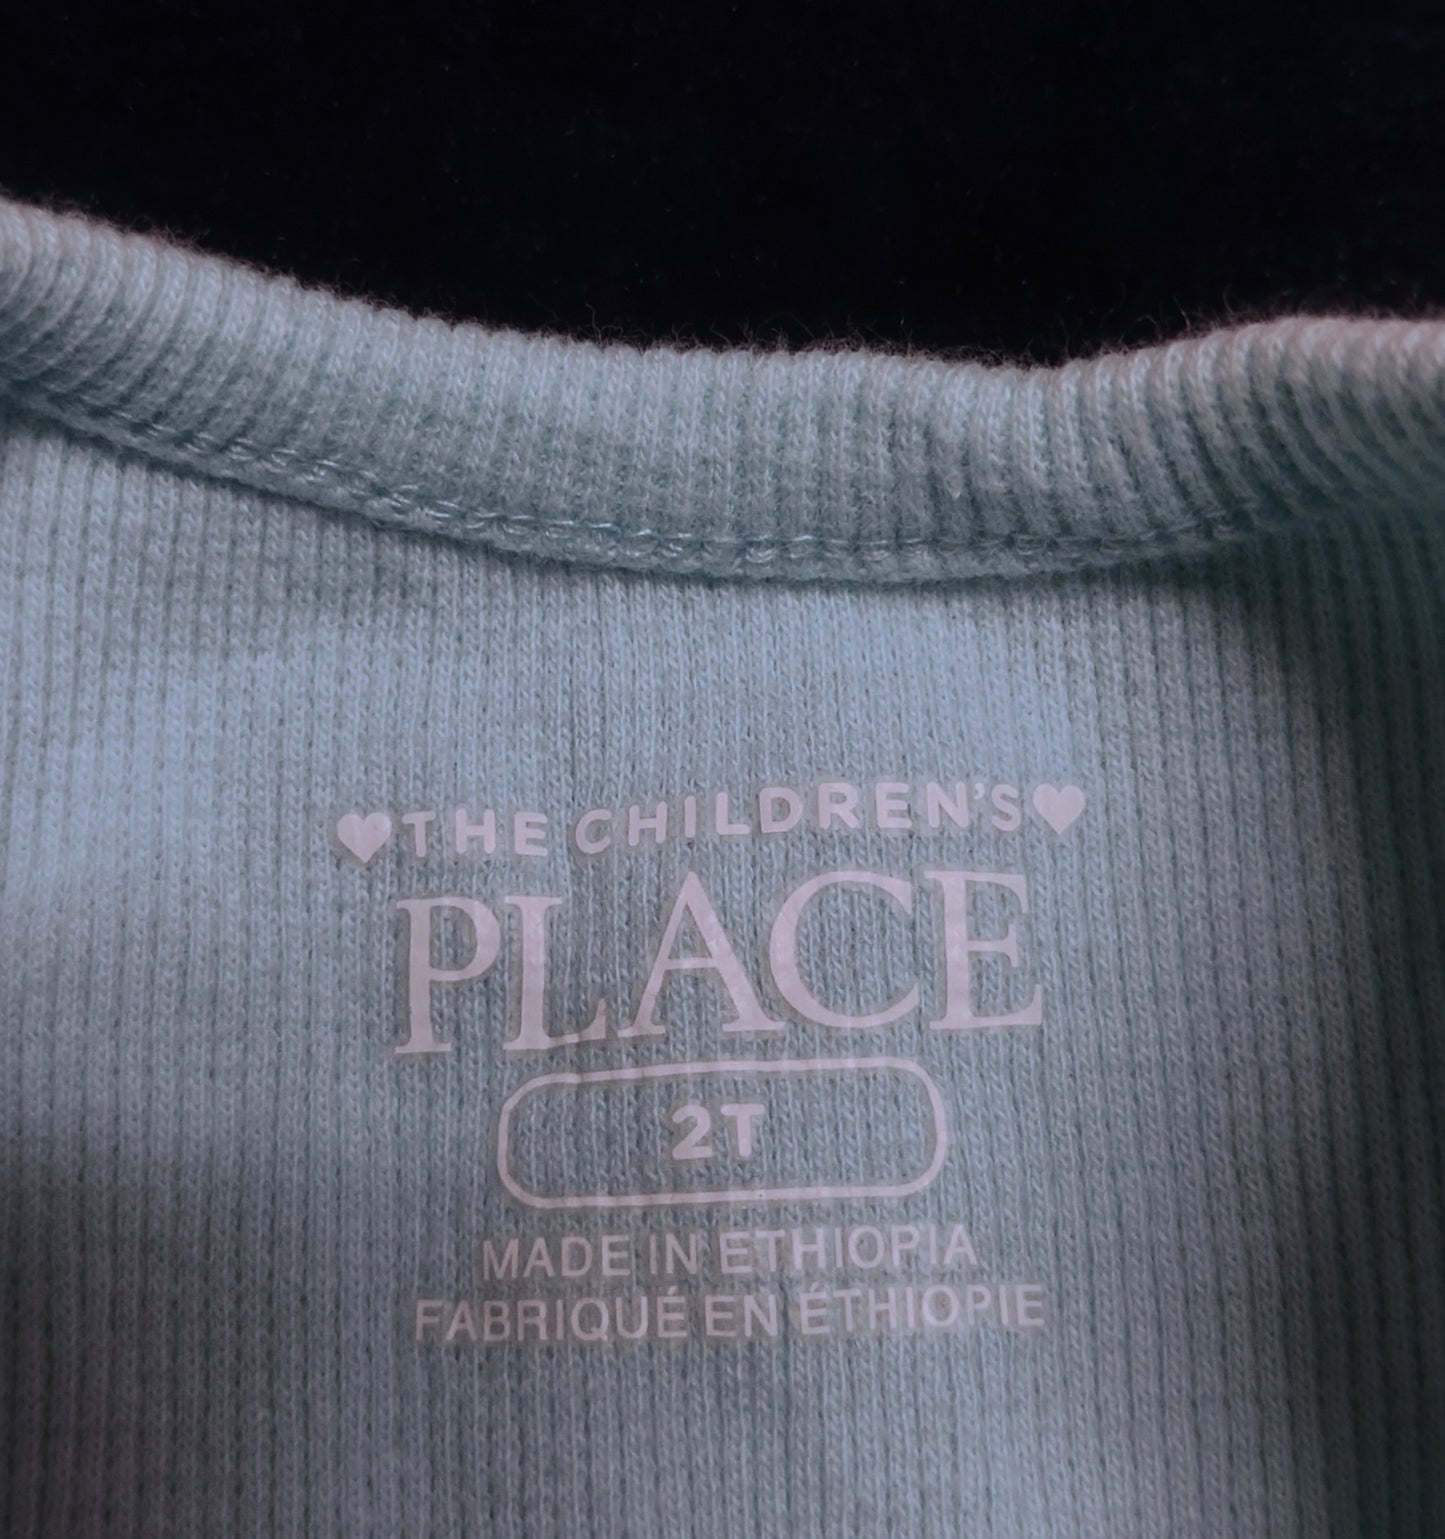 THE CHILDREN'S
PLACE
2T
MADE IN ETHIOPIA
FABRIQUÉ EN ÉTHIOPIE